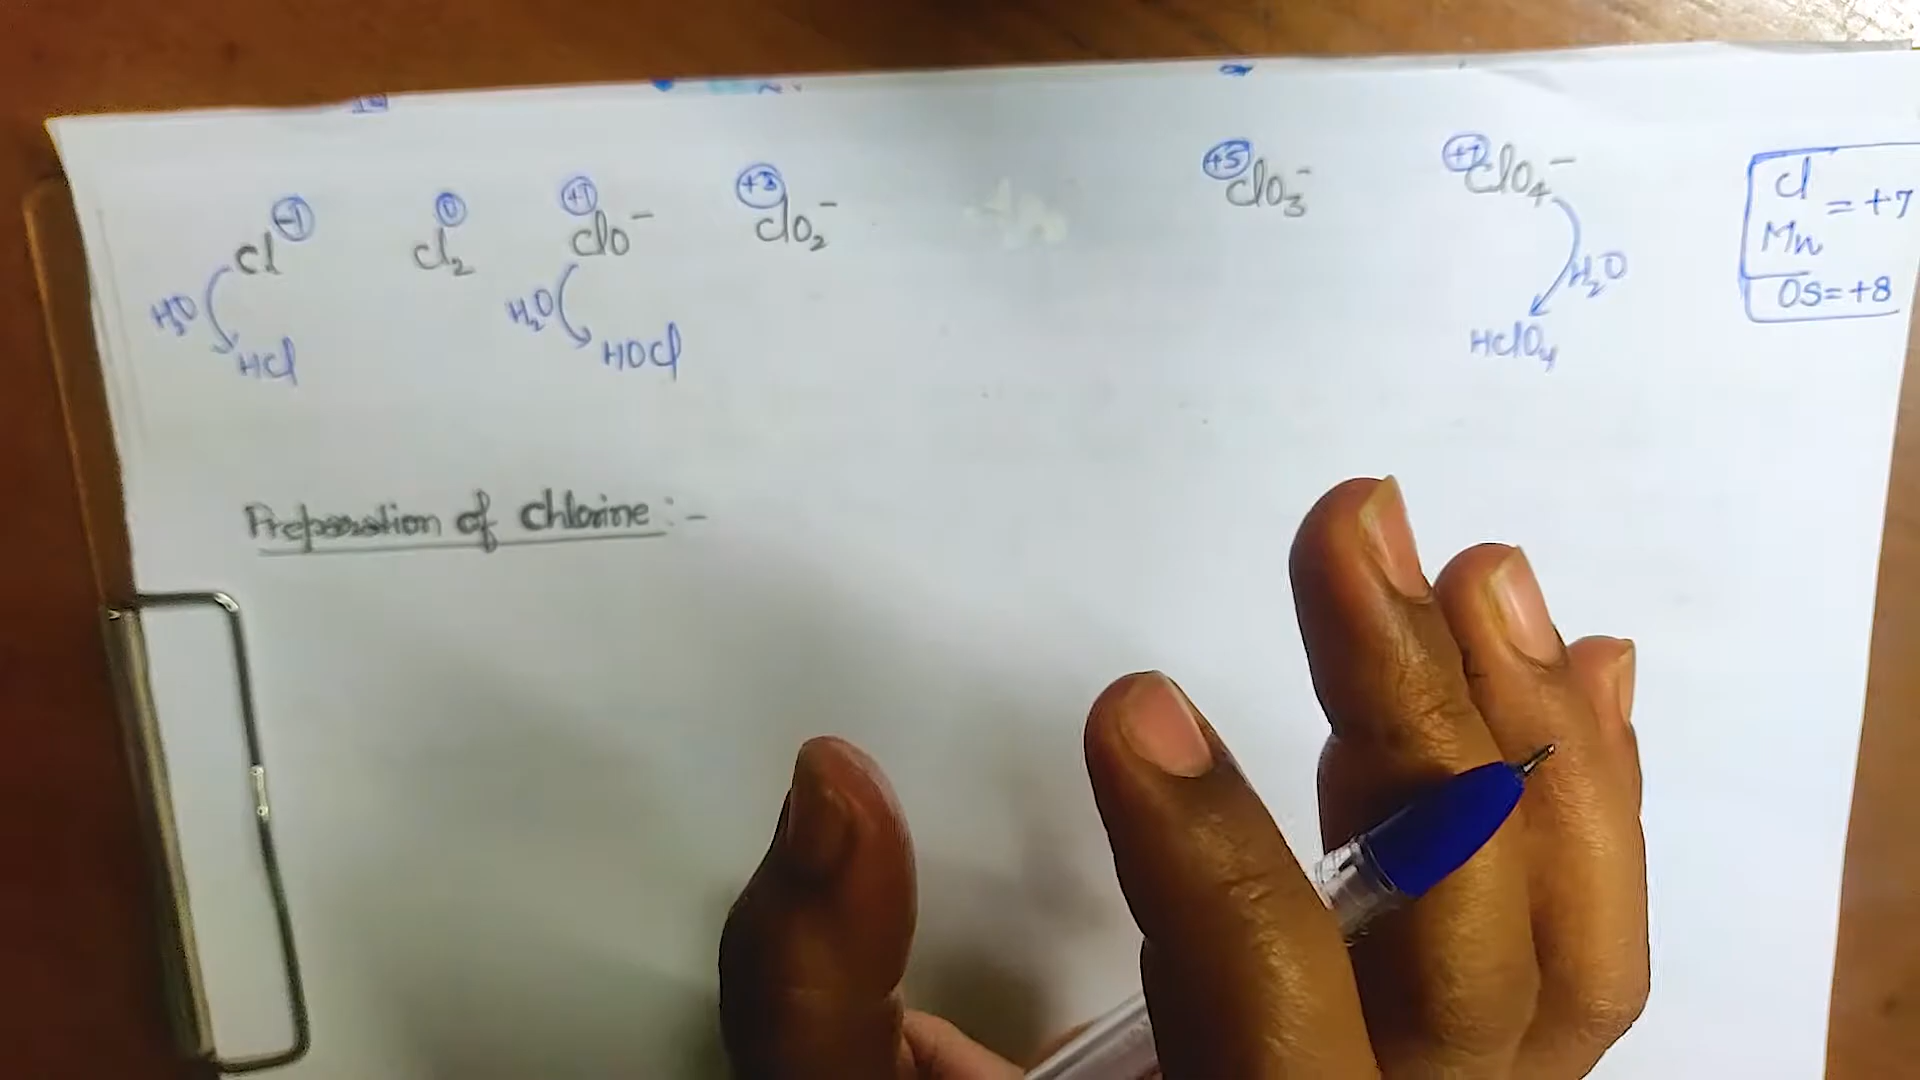 -1 0 +1 +3 +5 +7
Cl Cl₂ ClO⁻ ClO₂⁻ ClO₃⁻ ClO₄⁻
Cl
Mn = +7
Os = +8
H₂O H₂O H₂O
HCl HOCl HClO₄
Preparation of chlorine :-